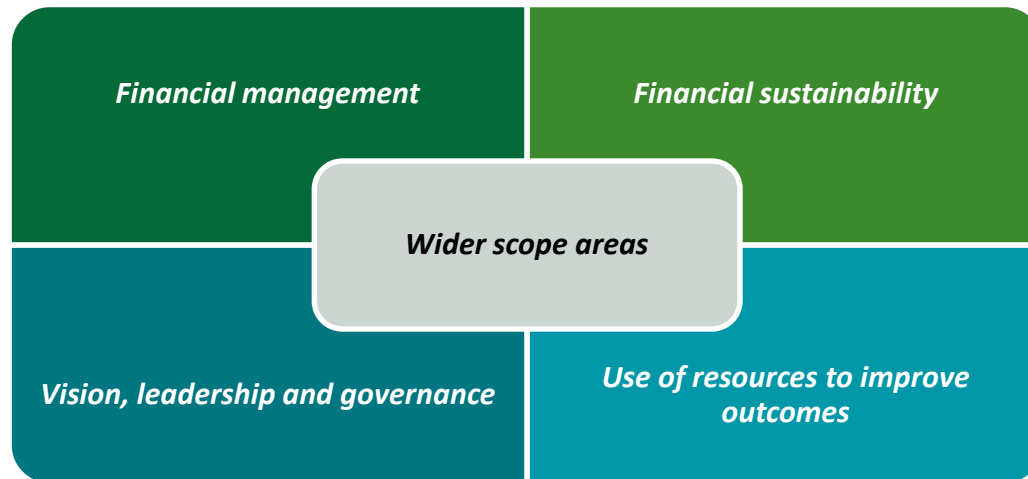 Financial management
Financial sustainability
Wider scope areas
Vision, leadership and governance
Use of resources to improve
outcomes